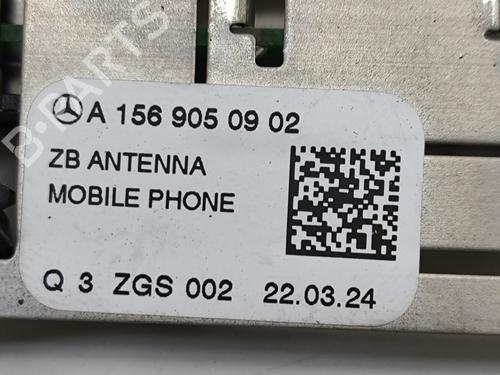 A 156 905 09 02
ZB ANTENNA
MOBILE PHONE
Q 3 ZGS 002 22.03.24
B-PARTS